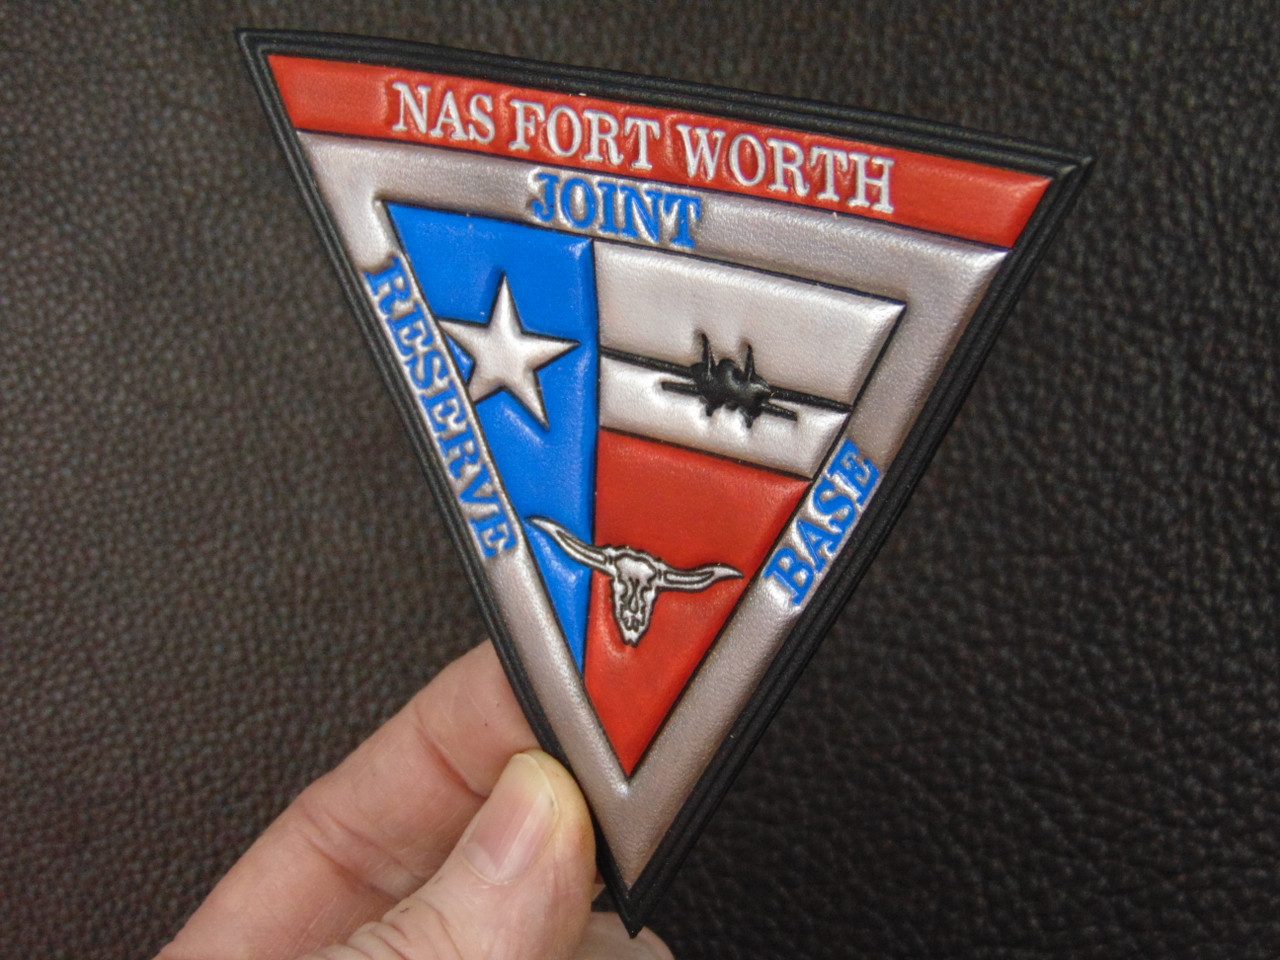 NAS FORT WORTH
JOINT
RESERVE
BASE